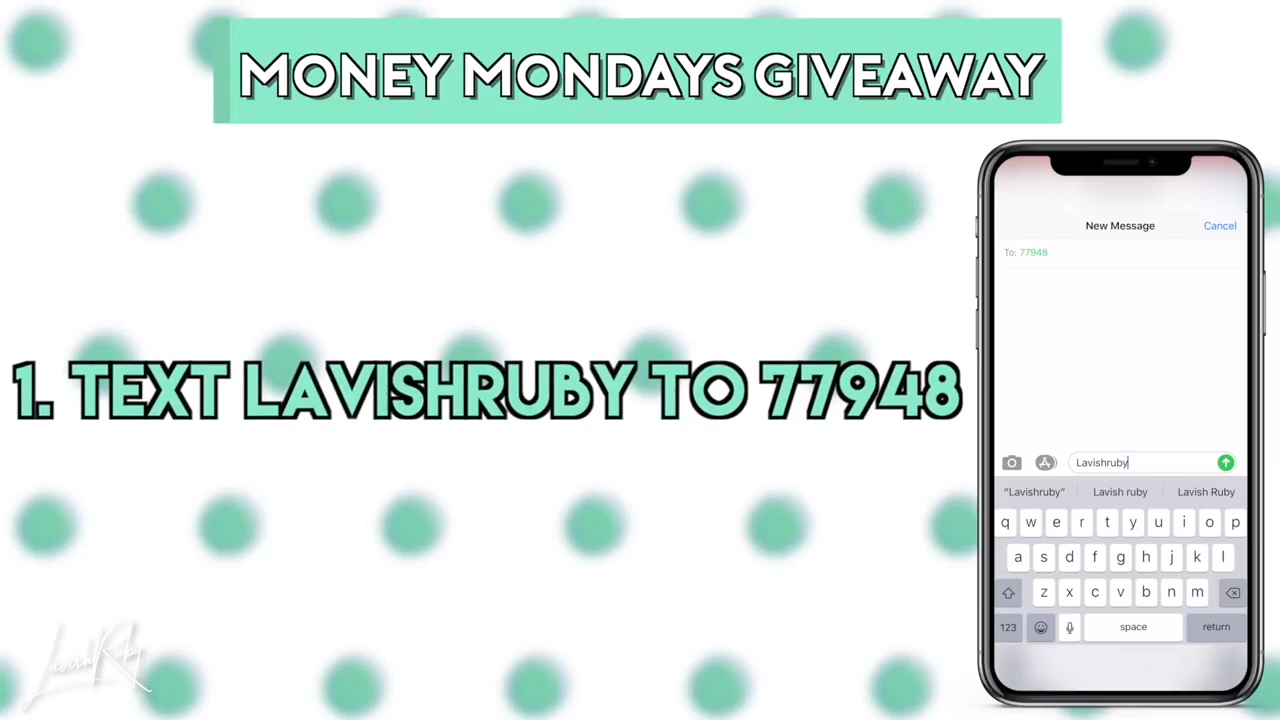 MONEY MONDAYS GIVEAWAY
1. TEXT LAVISHRUBY TO 77948
New Message
Cancel
To: 77948
Lavishruby
“Lavishruby”
Lavish ruby
Lavish Ruby
q w e r t y u i o p
a s d f g h j k l
z x c v b n m
123
space
return
LavishRuby